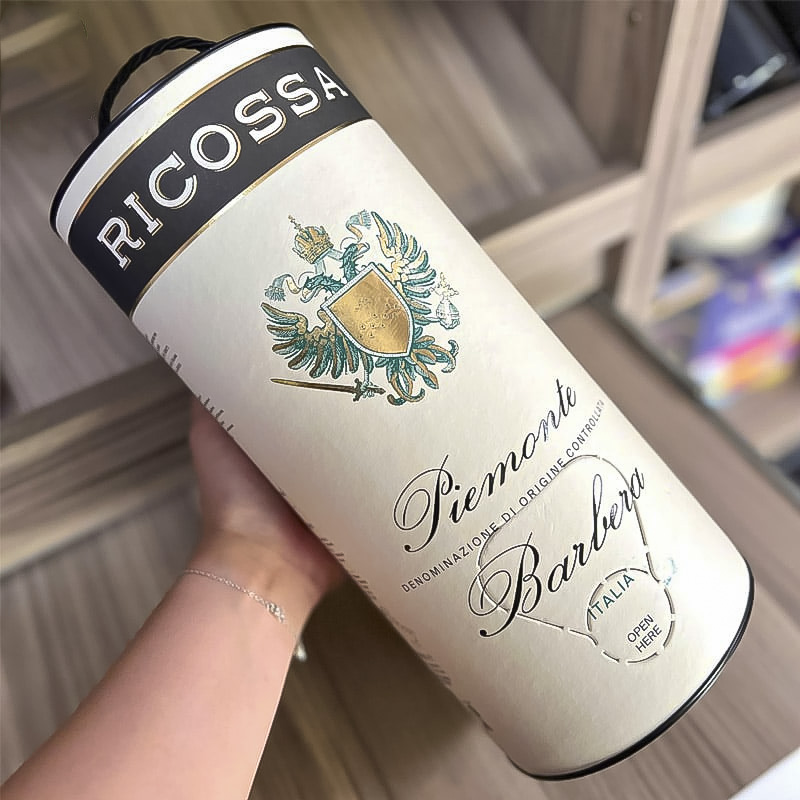 RICOSSA
Piemonte
DENOMINAZIONE DI ORIGINE CONTROLLATA
Barbera
ITALIA
OPEN
HERE